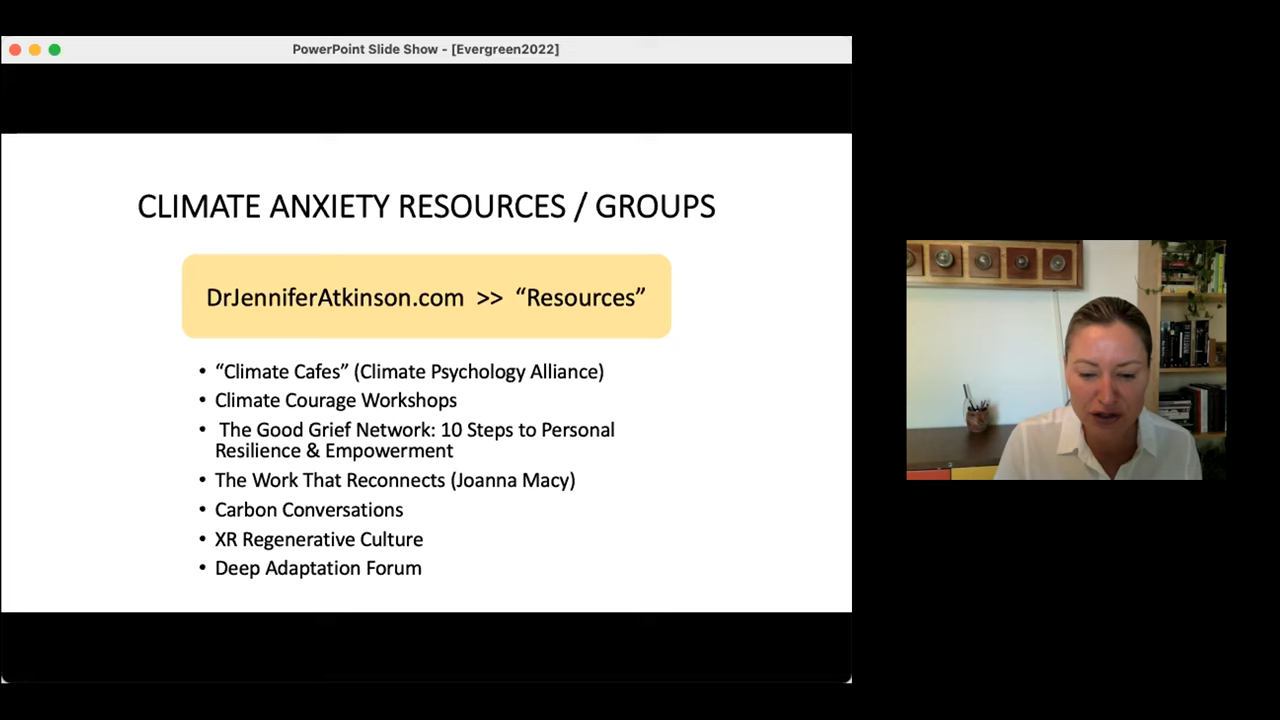 PowerPoint Slide Show - [Evergreen2022]
CLIMATE ANXIETY RESOURCES / GROUPS
DrJenniferAtkinson.com >> “Resources”
• “Climate Cafes” (Climate Psychology Alliance)
• Climate Courage Workshops
• The Good Grief Network: 10 Steps to Personal
Resilience & Empowerment
• The Work That Reconnects (Joanna Macy)
• Carbon Conversations
• XR Regenerative Culture
• Deep Adaptation Forum